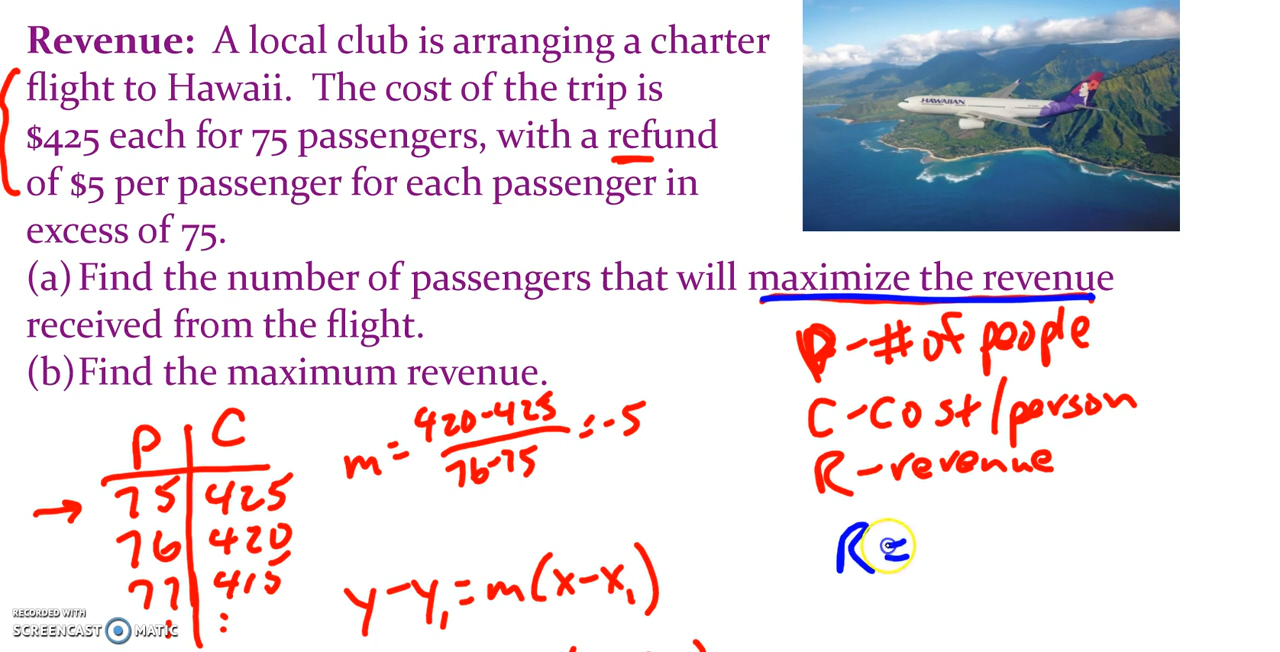 Revenue: A local club is arranging a charter
flight to Hawaii. The cost of the trip is
$425 each for 75 passengers, with a refund
of $5 per passenger for each passenger in
excess of 75.
(a) Find the number of passengers that will maximize the revenue
received from the flight.
(b) Find the maximum revenue.
HAWAIIAN
P - # of people
C - cost/person
R - revenue
R =
P | C
75 | 425
76 | 420
77 | 415
⋮ | ⋮
m = (420-425)/(76-75) = -5
y - y₁ = m(x - x₁)
RECORDED WITH
SCREENCAST MATIC